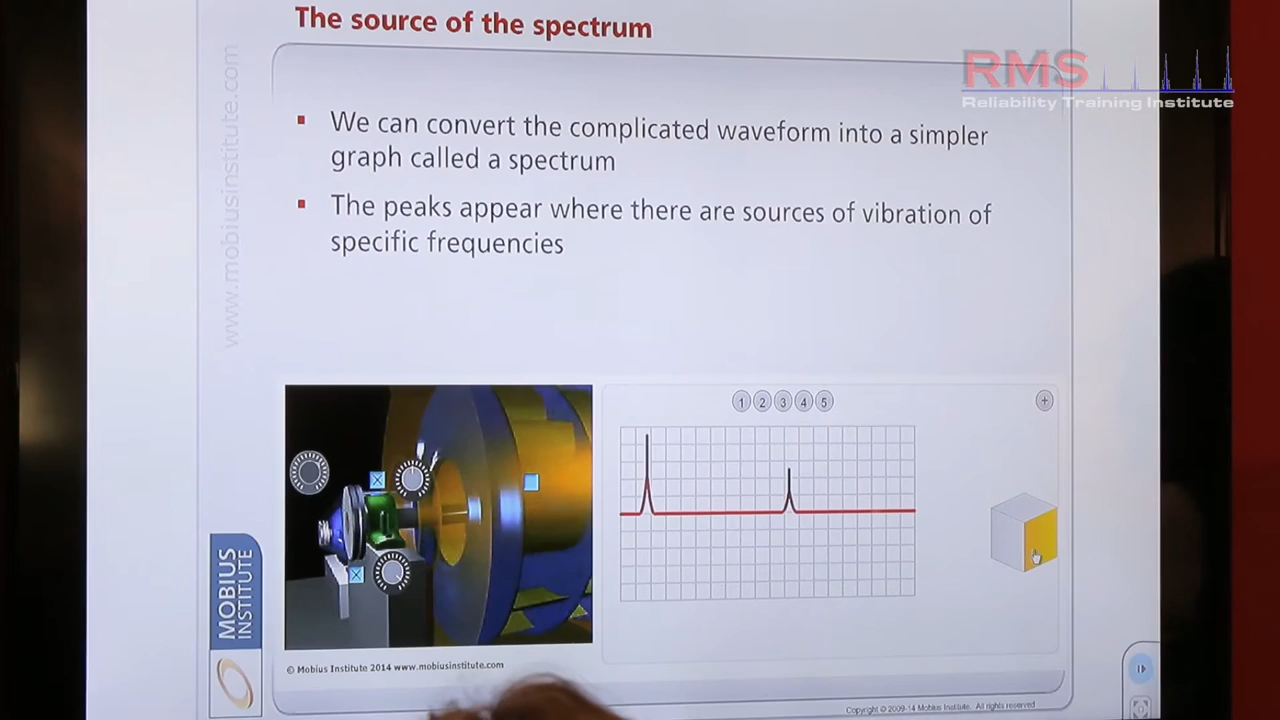 The source of the spectrum
RMS
Reliability Training Institute
www.mobiusinstitute.com
We can convert the complicated waveform into a simpler
graph called a spectrum
The peaks appear where there are sources of vibration of
specific frequencies
1 2 3 4 5
+
MOBIUS
INSTITUTE
© Mobius Institute 2014 www.mobiusinstitute.com
Copyright © 2009-14 Mobius Institute. All rights reserved